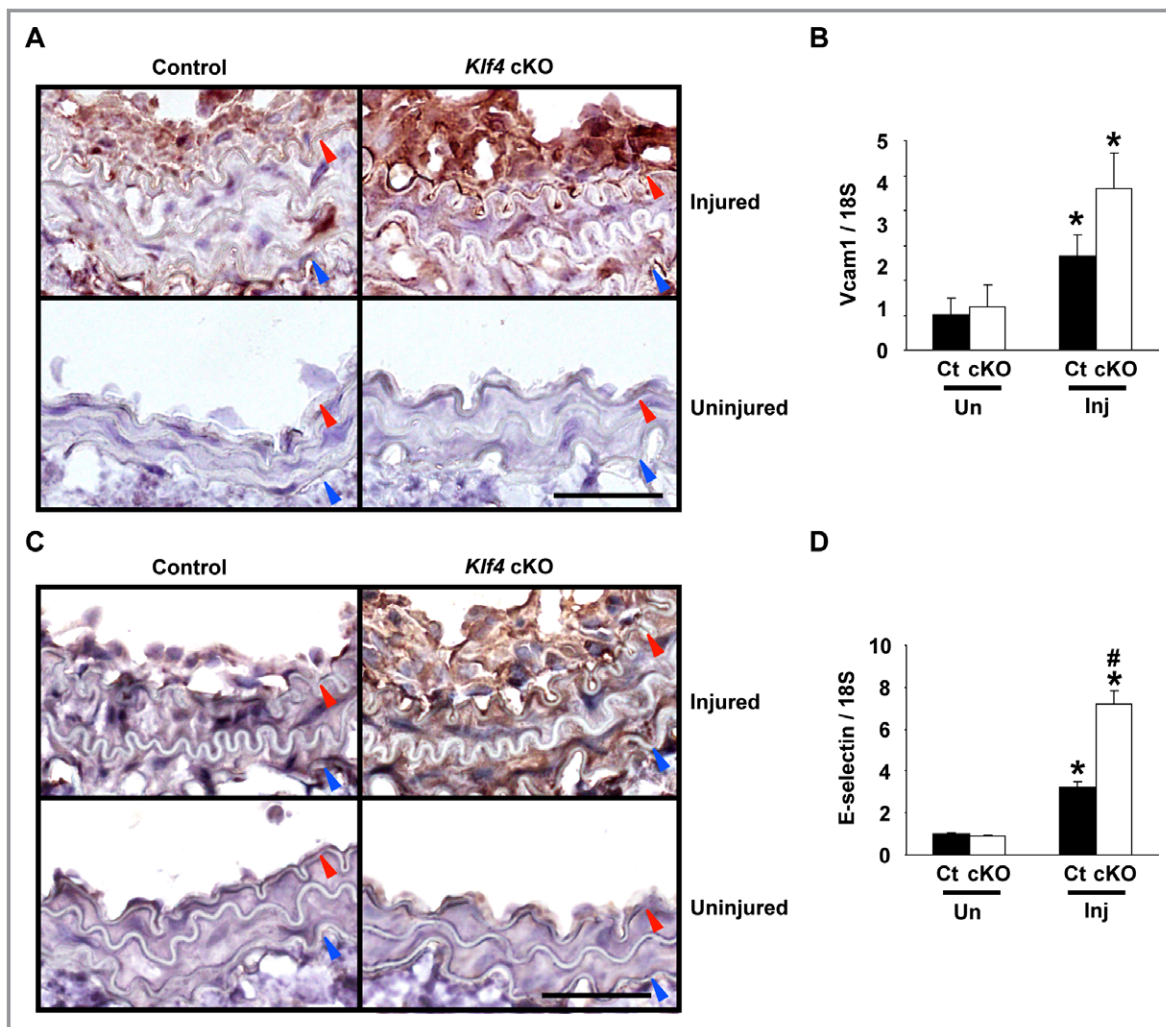 A
Control
Klf4 cKO
Injured
Uninjured
B
Vcam1 / 18S
5
4
3
2
1
0
*
*
Ct cKO
Ct cKO
Un
Inj
C
Control
Klf4 cKO
Injured
Uninjured
D
E-selectin / 18S
10
8
6
4
2
0
*
#
*
Ct cKO
Ct cKO
Un
Inj